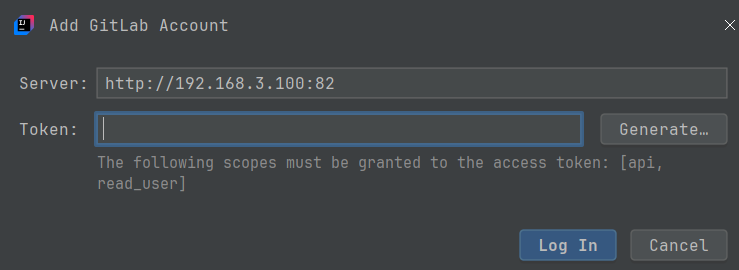 IJ
Add GitLab Account
Server: http://192.168.3.100:82
Token: Generate…
The following scopes must be granted to the access token: [api,
read_user]
Log In Cancel